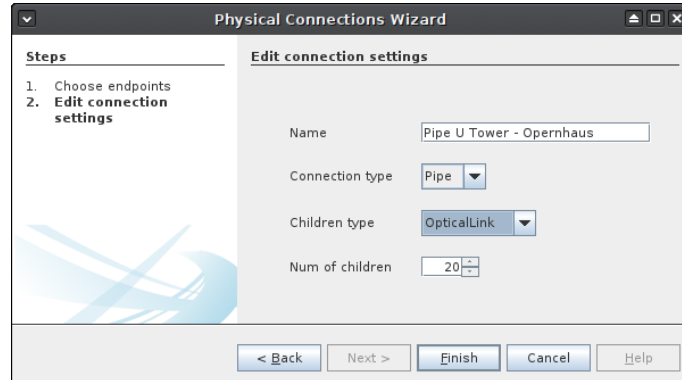 Physical Connections Wizard
Steps
1. Choose endpoints
2. Edit connection
settings
Edit connection settings
Name Pipe U Tower - Opernhaus
Connection type Pipe
Children type OpticalLink
Num of children 20
< Back Next > Finish Cancel Help